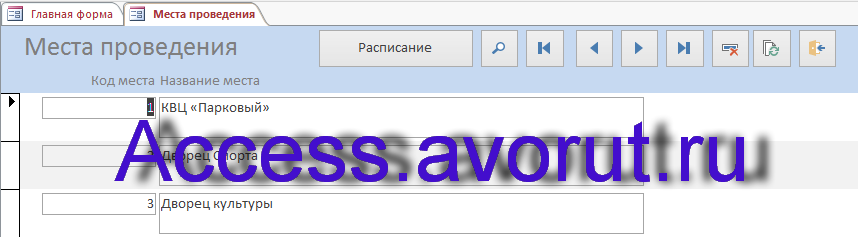 Главная форма Места проведения
Места проведения Расписание
Код места Название места
1 КВЦ «Парковый»
2 Дворец Спорта
Access.avorut.ru
3 Дворец культуры